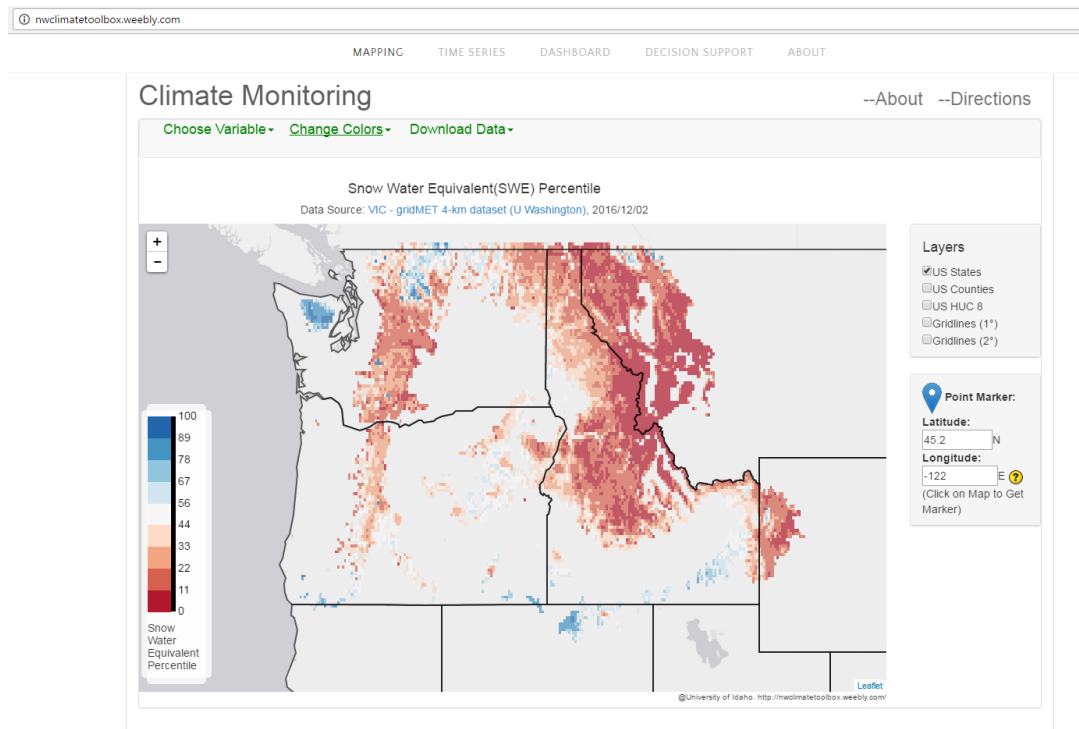 nwclimatetoolbox.weebly.com
MAPPING TIME SERIES DASHBOARD DECISION SUPPORT ABOUT
Climate Monitoring
--About --Directions
Choose Variable Change Colors Download Data
Snow Water Equivalent(SWE) Percentile
Data Source: VIC - gridMET 4-km dataset (U Washington), 2016/12/02
+
−
Layers
US States
US Counties
US HUC 8
Gridlines (1°)
Gridlines (2°)
Point Marker:
Latitude:
45.2 N
Longitude:
-122 E ?
(Click on Map to Get
Marker)
100
89
78
67
56
44
33
22
11
0
Snow
Water
Equivalent
Percentile
Leaflet
@University of Idaho. http://nwclimatetoolbox.weebly.com/